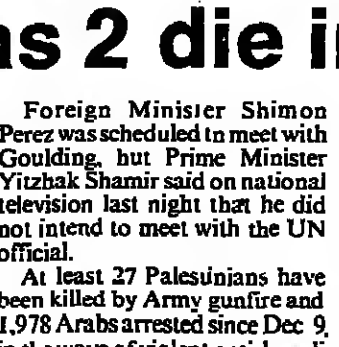 as 2 die i
Foreign Minister Shimon
Perez was scheduled to meet with
Goulding, but Prime Minister
Yitzhak Shamir said on national
television last night that he did
not intend to meet with the UN
official.
At least 27 Palestinians have
been killed by Army gunfire and
1,978 Arabs arrested since Dec 9,